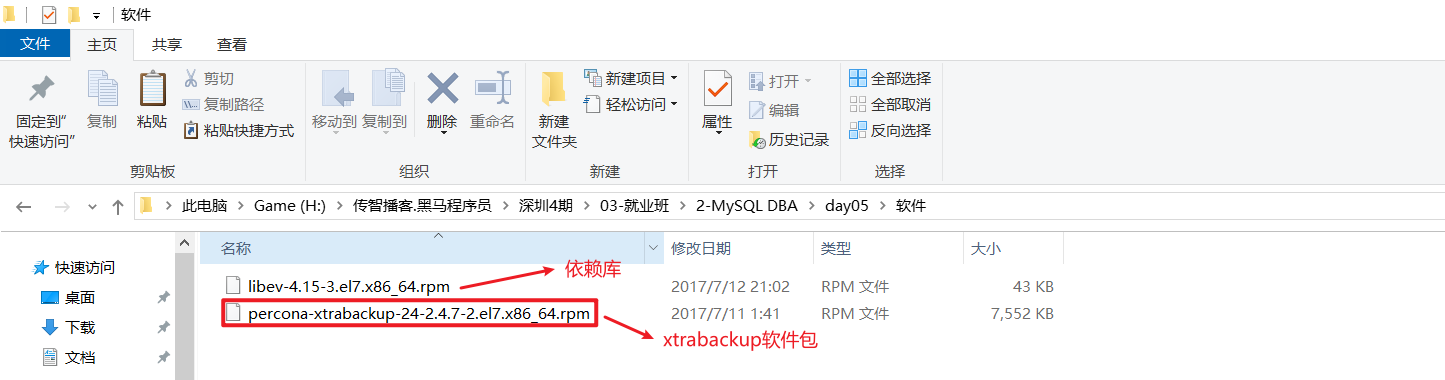 软件
文件 主页 共享 查看
固定到“快速访问”
复制
粘贴
剪切
复制路径
粘贴快捷方式
剪贴板
移动到
复制到
删除
重命名
组织
新建文件夹
新建项目
轻松访问
新建
属性
打开
编辑
历史记录
打开
全部选择
全部取消
反向选择
选择
此电脑 Game (H:) 传智播客.黑马程序员 深圳4期 03-就业班 2-MySQL DBA day05 软件
快速访问
桌面
下载
文档
名称 修改日期 类型 大小
依赖库
libev-4.15-3.el7.x86_64.rpm 2017/7/12 21:02 RPM 文件 43 KB
percona-xtrabackup-24-2.4.7-2.el7.x86_64.rpm 2017/7/11 1:41 RPM 文件 7,552 KB
xtrabackup软件包